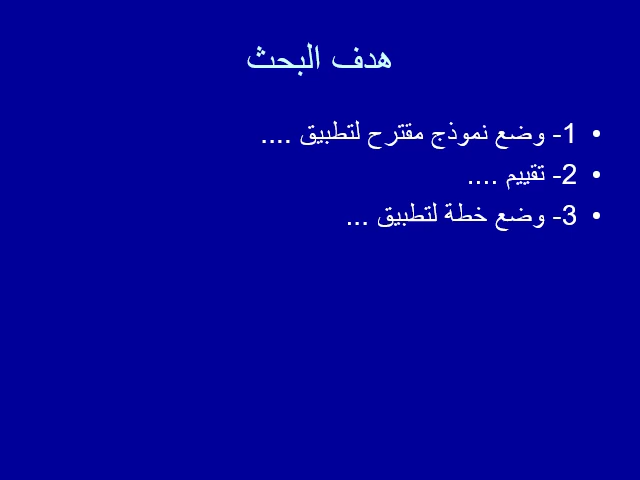 هدف البحث
• 1- وضع نموذج مقترح لتطبيق ....
• 2- تقييم ....
• 3- وضع خطة لتطبيق ...